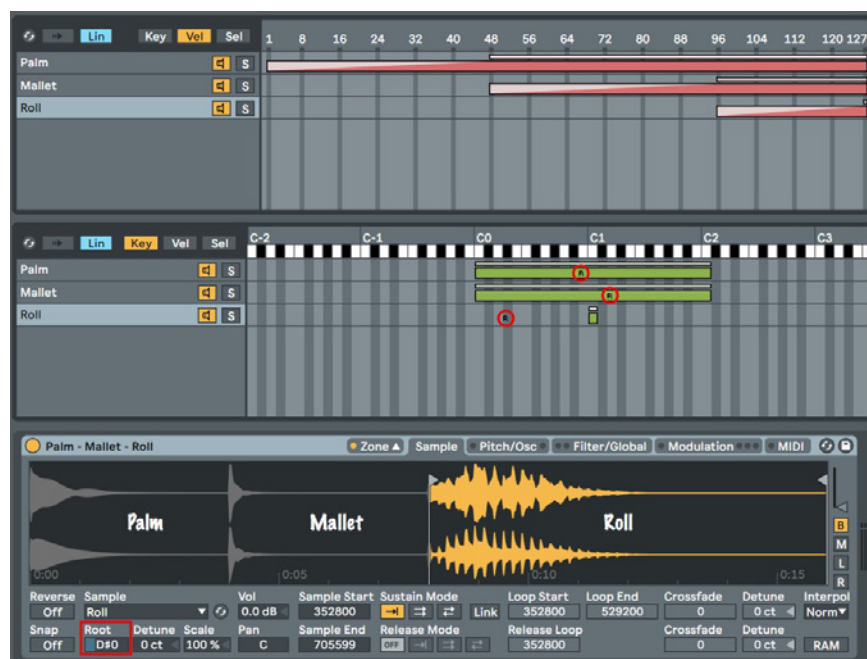 Lin Key Vel Sel 1 8 16 24 32 40 48 56 64 72 80 88 96 104 112 120 127
Palm S
Mallet S
Roll S
Lin Key Vel Sel C-2 C-1 C0 C1 C2 C3
Palm S R
Mallet S R
Roll S R
Palm - Mallet - Roll Zone Sample Pitch/Osc Filter/Global Modulation MIDI
Palm Mallet Roll
0:00 0:05 0:10 0:15
B
M
L
R
Reverse Sample Vol Sample Start Sustain Mode Loop Start Loop End Crossfade Detune Interpol
Off Roll 0.0 dB 352800 Link 352800 529200 0 0 ct Norm
Snap Root Detune Scale Pan Sample End Release Mode Release Loop Crossfade Detune
Off D#0 0 ct 100 % C 705599 OFF 352800 0 0 ct RAM